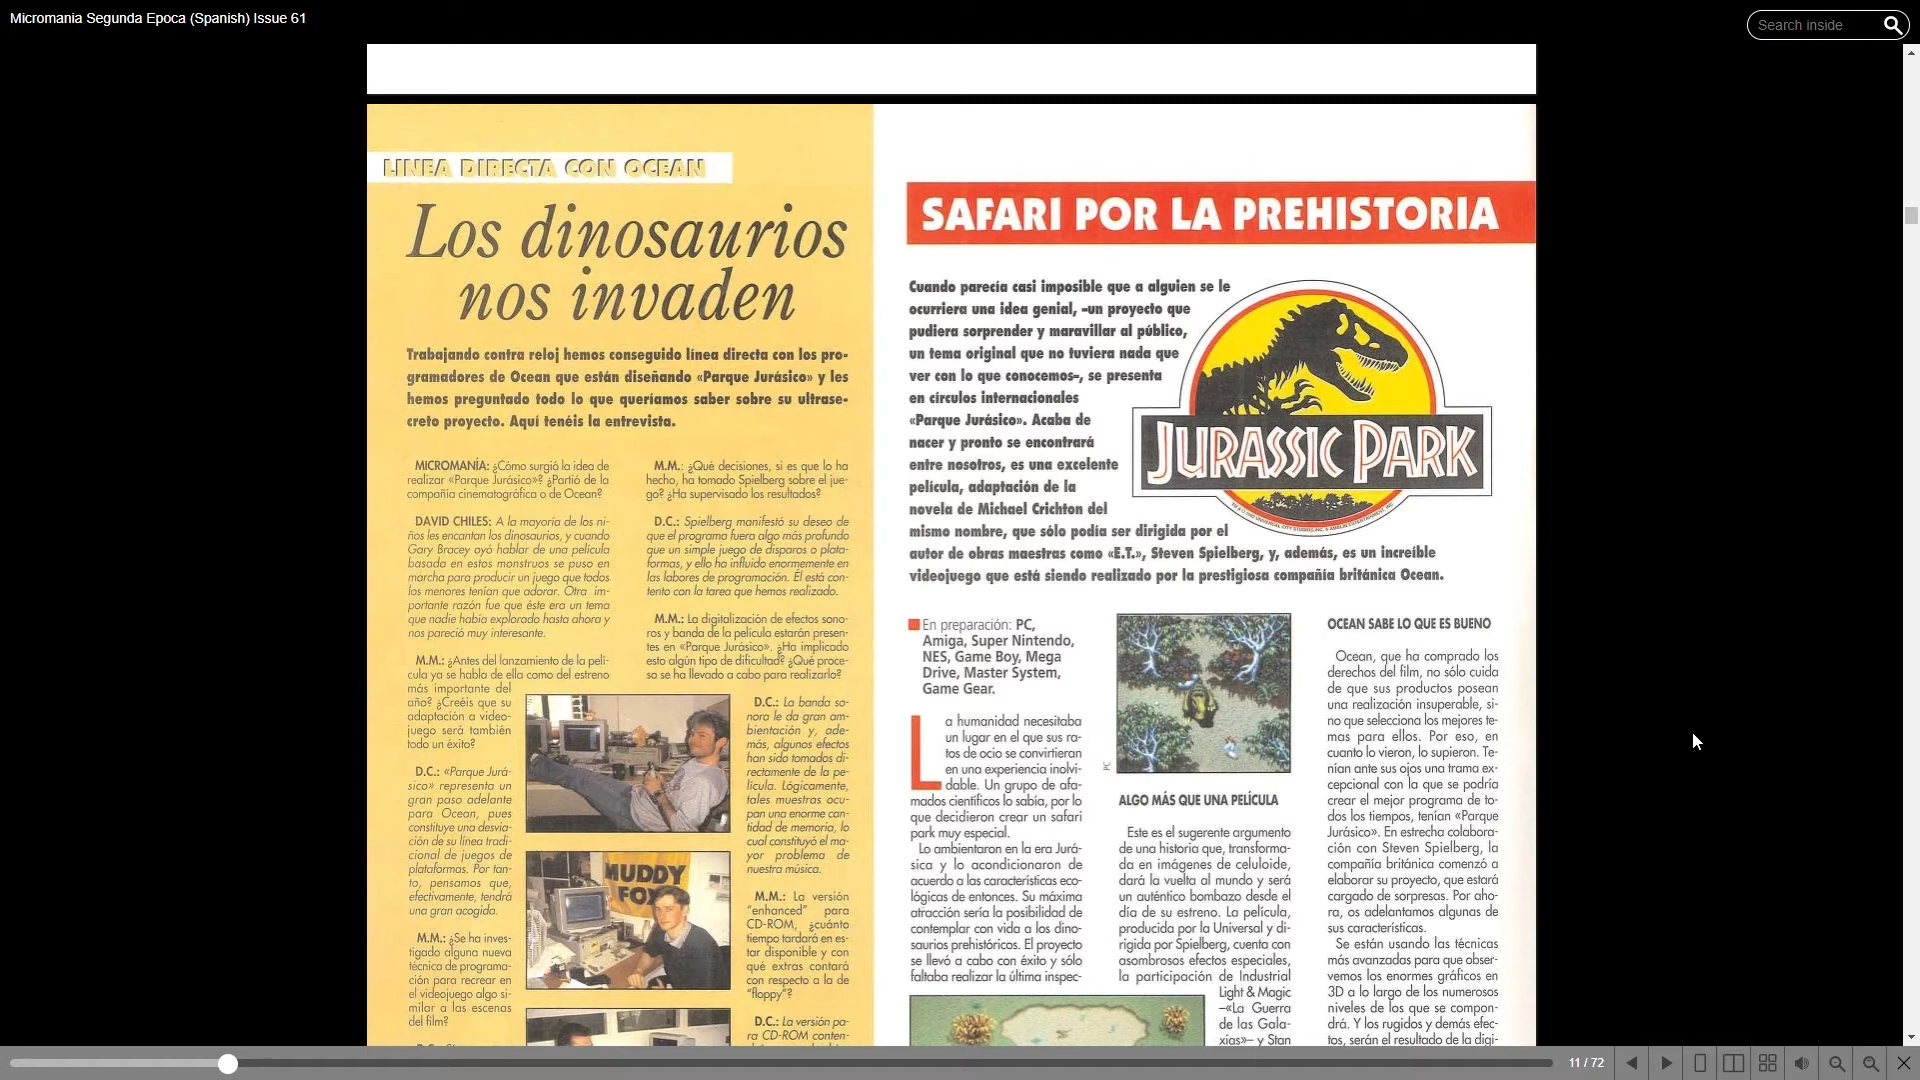 Micromania Segunda Epoca (Spanish) Issue 61
Search inside
LINEA DIRECTA CON OCEAN
Los dinosaurios
nos invaden
Trabajando contra reloj hemos conseguido línea directa con los pro-
gramadores de Ocean que están diseñando «Parque Jurásico» y les
hemos preguntado todo lo que queríamos saber sobre su ultrase-
creto proyecto. Aquí tenéis la entrevista.
MICROMANÍA: ¿Cómo surgió la idea de
realizar «Parque Jurásico»? ¿Partió de la
compañía cinematográfica o de Ocean?
DAVID CHILES: A la mayoría de los ni-
ños les encantan los dinosaurios, y cuando
Gary Bracey oyó hablar de una película
basada en estos monstruos se puso en
marcha para producir un juego que todos
los menores tenían que adorar. Otra im-
portante razón fue que éste era un tema
que nadie había explorado hasta ahora y
nos pareció muy interesante.
M.M.: ¿Antes del lanzamiento de la pelí-
cula ya se habla de ella como del estreno
más importante del
año? ¿Creéis que su
adaptación a video-
juego será también
todo un éxito?
D.C.: «Parque Jurá-
sico» representa un
gran paso adelante
para Ocean, pues
constituye una desvia-
ción de su línea tradi-
cional de juegos de
plataformas. Por tan-
to, pensamos que,
efectivamente, tendrá
una gran acogida.
M.M.: ¿Se ha inves-
tigado alguna nueva
técnica de programa-
ción para recrear en
el videojuego algo si-
milar a las escenas
del film?
M.M.: ¿Qué decisiones, si es que lo ha
hecho, ha tomado Spielberg sobre el jue-
go? ¿Ha supervisado los resultados?
D.C.: Spielberg manifestó su deseo de
que el programa fuera algo más profundo
que un simple juego de disparos o plata-
formas, y ello ha influido enormemente en
las labores de programación. Él está con-
tento con la tarea que hemos realizado.
M.M.: La digitalización de efectos sono-
ros y banda de la película estarán presen-
tes en «Parque Jurásico». ¿Ha implicado
esto algún tipo de dificultad? ¿Qué proce-
so se ha llevado a cabo para realizarlo?
D.C.: La banda so-
nora le da gran am-
bientación y, ade-
más, algunos efectos
han sido tomados di-
rectamente de la pe-
lícula. Lógicamente,
tales muestras ocu-
pan una enorme can-
tidad de memoria, lo
cual constituyó el ma-
yor problema de
nuestra música.
M.M.: La versión
"enhanced" para
CD-ROM, ¿cuánto
tiempo tardará en es-
tar disponible y con
qué extras contará
con respecto a la de
"floppy"?
D.C.: La versión pa-
ra CD-ROM conten-
MUDDY
FOX
SAFARI POR LA PREHISTORIA
Cuando parecía casi imposible que a alguien se le
ocurriera una idea genial, -un proyecto que
pudiera sorprender y maravillar al público,
un tema original que no tuviera nada que
ver con lo que conocemos-, se presenta
en círculos internacionales
«Parque Jurásico». Acaba de
nacer y pronto se encontrará
entre nosotros, es una excelente
película, adaptación de la
novela de Michael Crichton del
mismo nombre, que sólo podía ser dirigida por el
autor de obras maestras como «E.T.», Steven Spielberg, y, además, es un increíble
videojuego que está siendo realizado por la prestigiosa compañía británica Ocean.
JURASSIC PARK
En preparación: PC,
Amiga, Super Nintendo,
NES, Game Boy, Mega
Drive, Master System,
Game Gear.
La humanidad necesitaba
un lugar en el que sus ra-
tos de ocio se convirtieran
en una experiencia inolvi-
dable. Un grupo de afa-
mados científicos lo sabía, por lo
que decidieron crear un safari
park muy especial.
Lo ambientaron en la era Jurá-
sica y lo acondicionaron de
acuerdo a las características eco-
lógicas de entonces. Su máxima
atracción sería la posibilidad de
contemplar con vida a los dino-
saurios prehistóricos. El proyecto
se llevó a cabo con éxito y sólo
faltaba realizar la última inspec-
PC
ALGO MÁS QUE UNA PELÍCULA
Este es el sugerente argumento
de una historia que, transforma-
da en imágenes de celuloide,
dará la vuelta al mundo y será
un auténtico bombazo desde el
día de su estreno. La película,
producida por la Universal y di-
rigida por Spielberg, cuenta con
asombrosos efectos especiales,
la participación de Industrial
Light & Magic
–«La Guerra
de las Gala-
xias»– y Stan
OCEAN SABE LO QUE ES BUENO
Ocean, que ha comprado los
derechos del film, no sólo cuida
de que sus productos posean
una realización insuperable, si-
no que selecciona los mejores te-
mas para ellos. Por eso, en
cuanto lo vieron, lo supieron. Te-
nían ante sus ojos una trama ex-
cepcional con la que se podría
crear el mejor programa de to-
dos los tiempos, tenían «Parque
Jurásico». En estrecha colabora-
ción con Steven Spielberg, la
compañía británica comenzó a
elaborar su proyecto, que estará
cargado de sorpresas. Por aho-
ra, os adelantamos algunas de
sus características.
Se están usando las técnicas
más avanzadas para que obser-
vemos los enormes gráficos en
3D a lo largo de los numerosos
niveles de los que se compon-
drá. Y los rugidos y demás efec-
tos, serán el resultado de la digi-
11 / 72